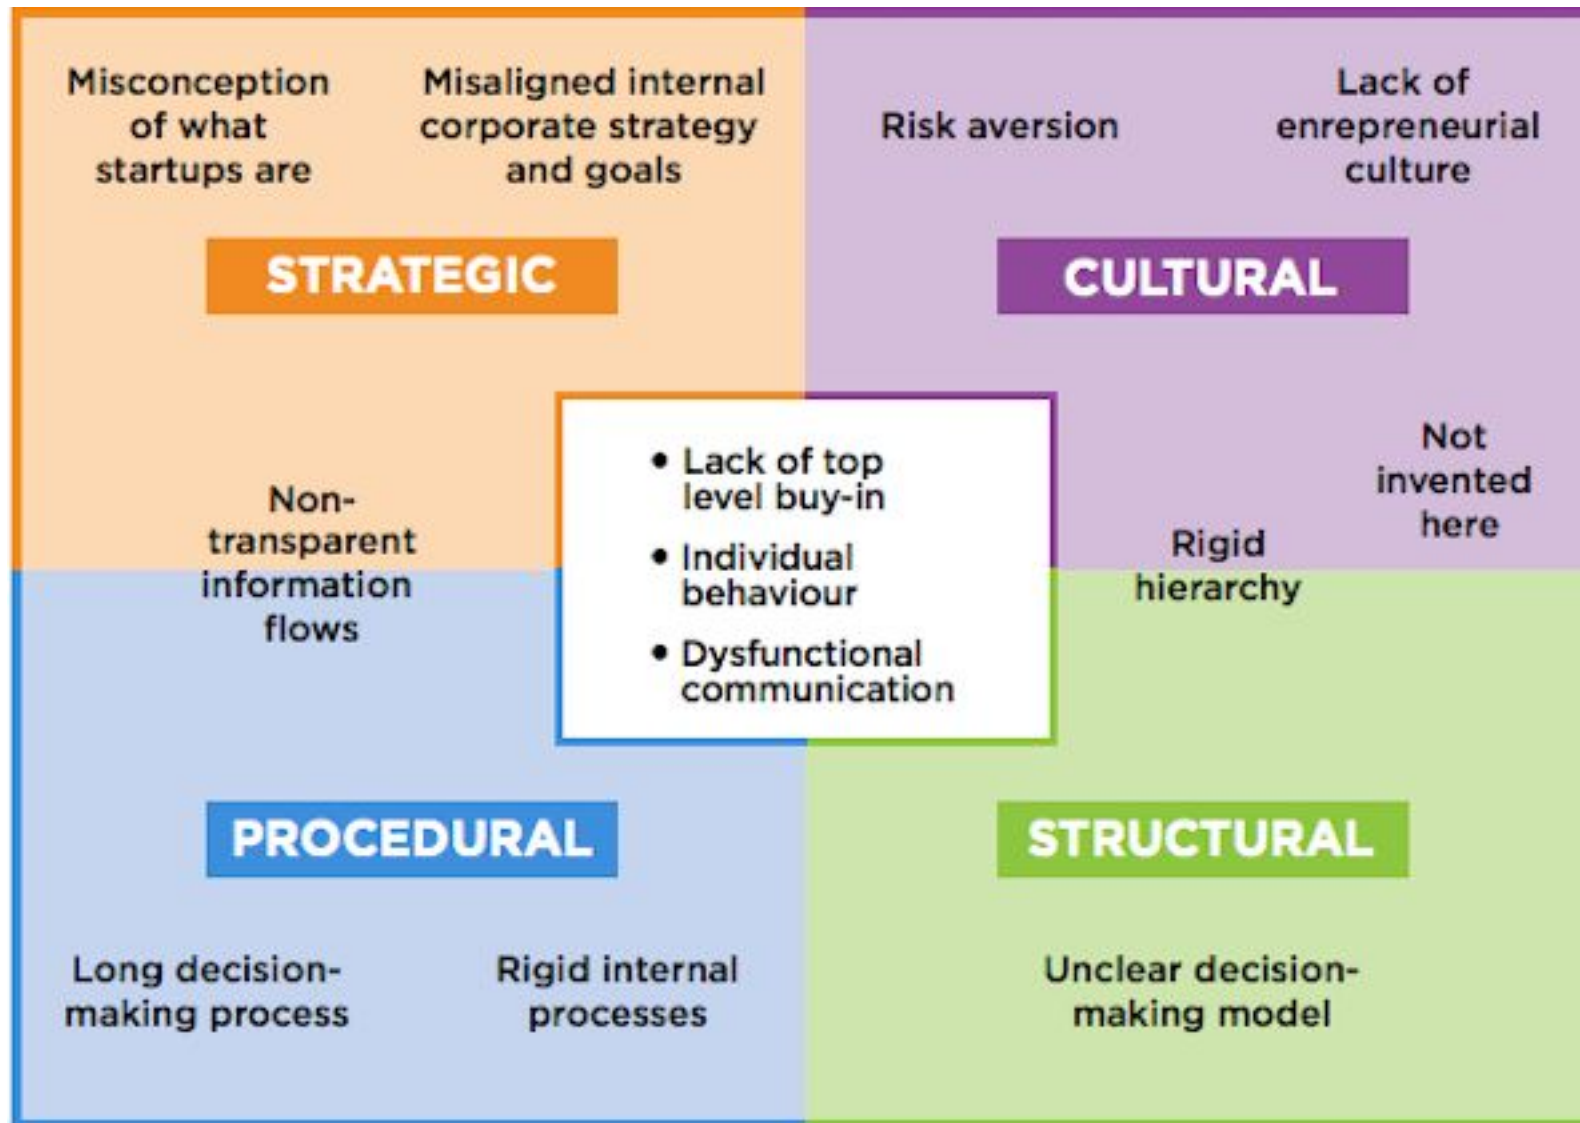 Misconception
of what
startups are
Misaligned internal
corporate strategy
and goals
STRATEGIC
Risk aversion
Lack of
enrepreneurial
culture
CULTURAL
Non-
transparent
information
flows
• Lack of top
level buy-in
• Individual
behaviour
• Dysfunctional
communication
Rigid
hierarchy
Not
invented
here
PROCEDURAL
Long decision-
making process
Rigid internal
processes
STRUCTURAL
Unclear decision-
making model